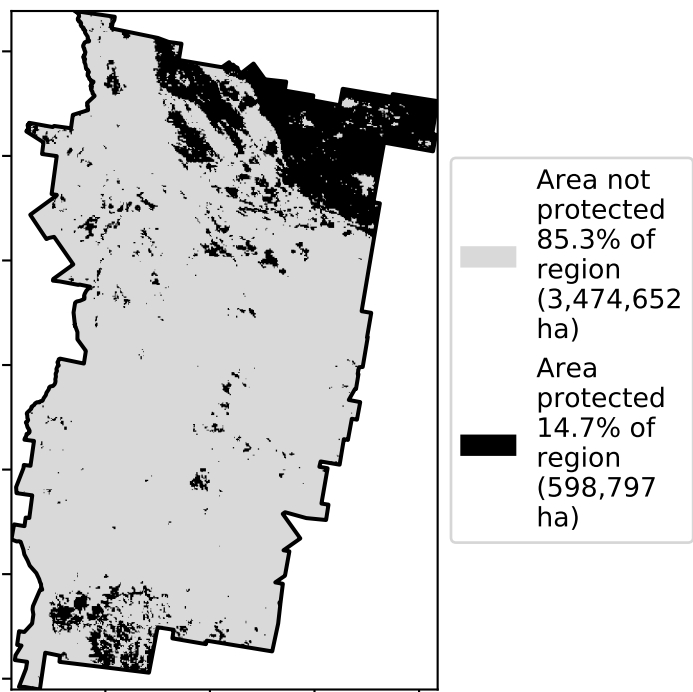 Area not
protected
85.3% of
region
(3,474,652
ha)
Area
protected
14.7% of
region
(598,797
ha)